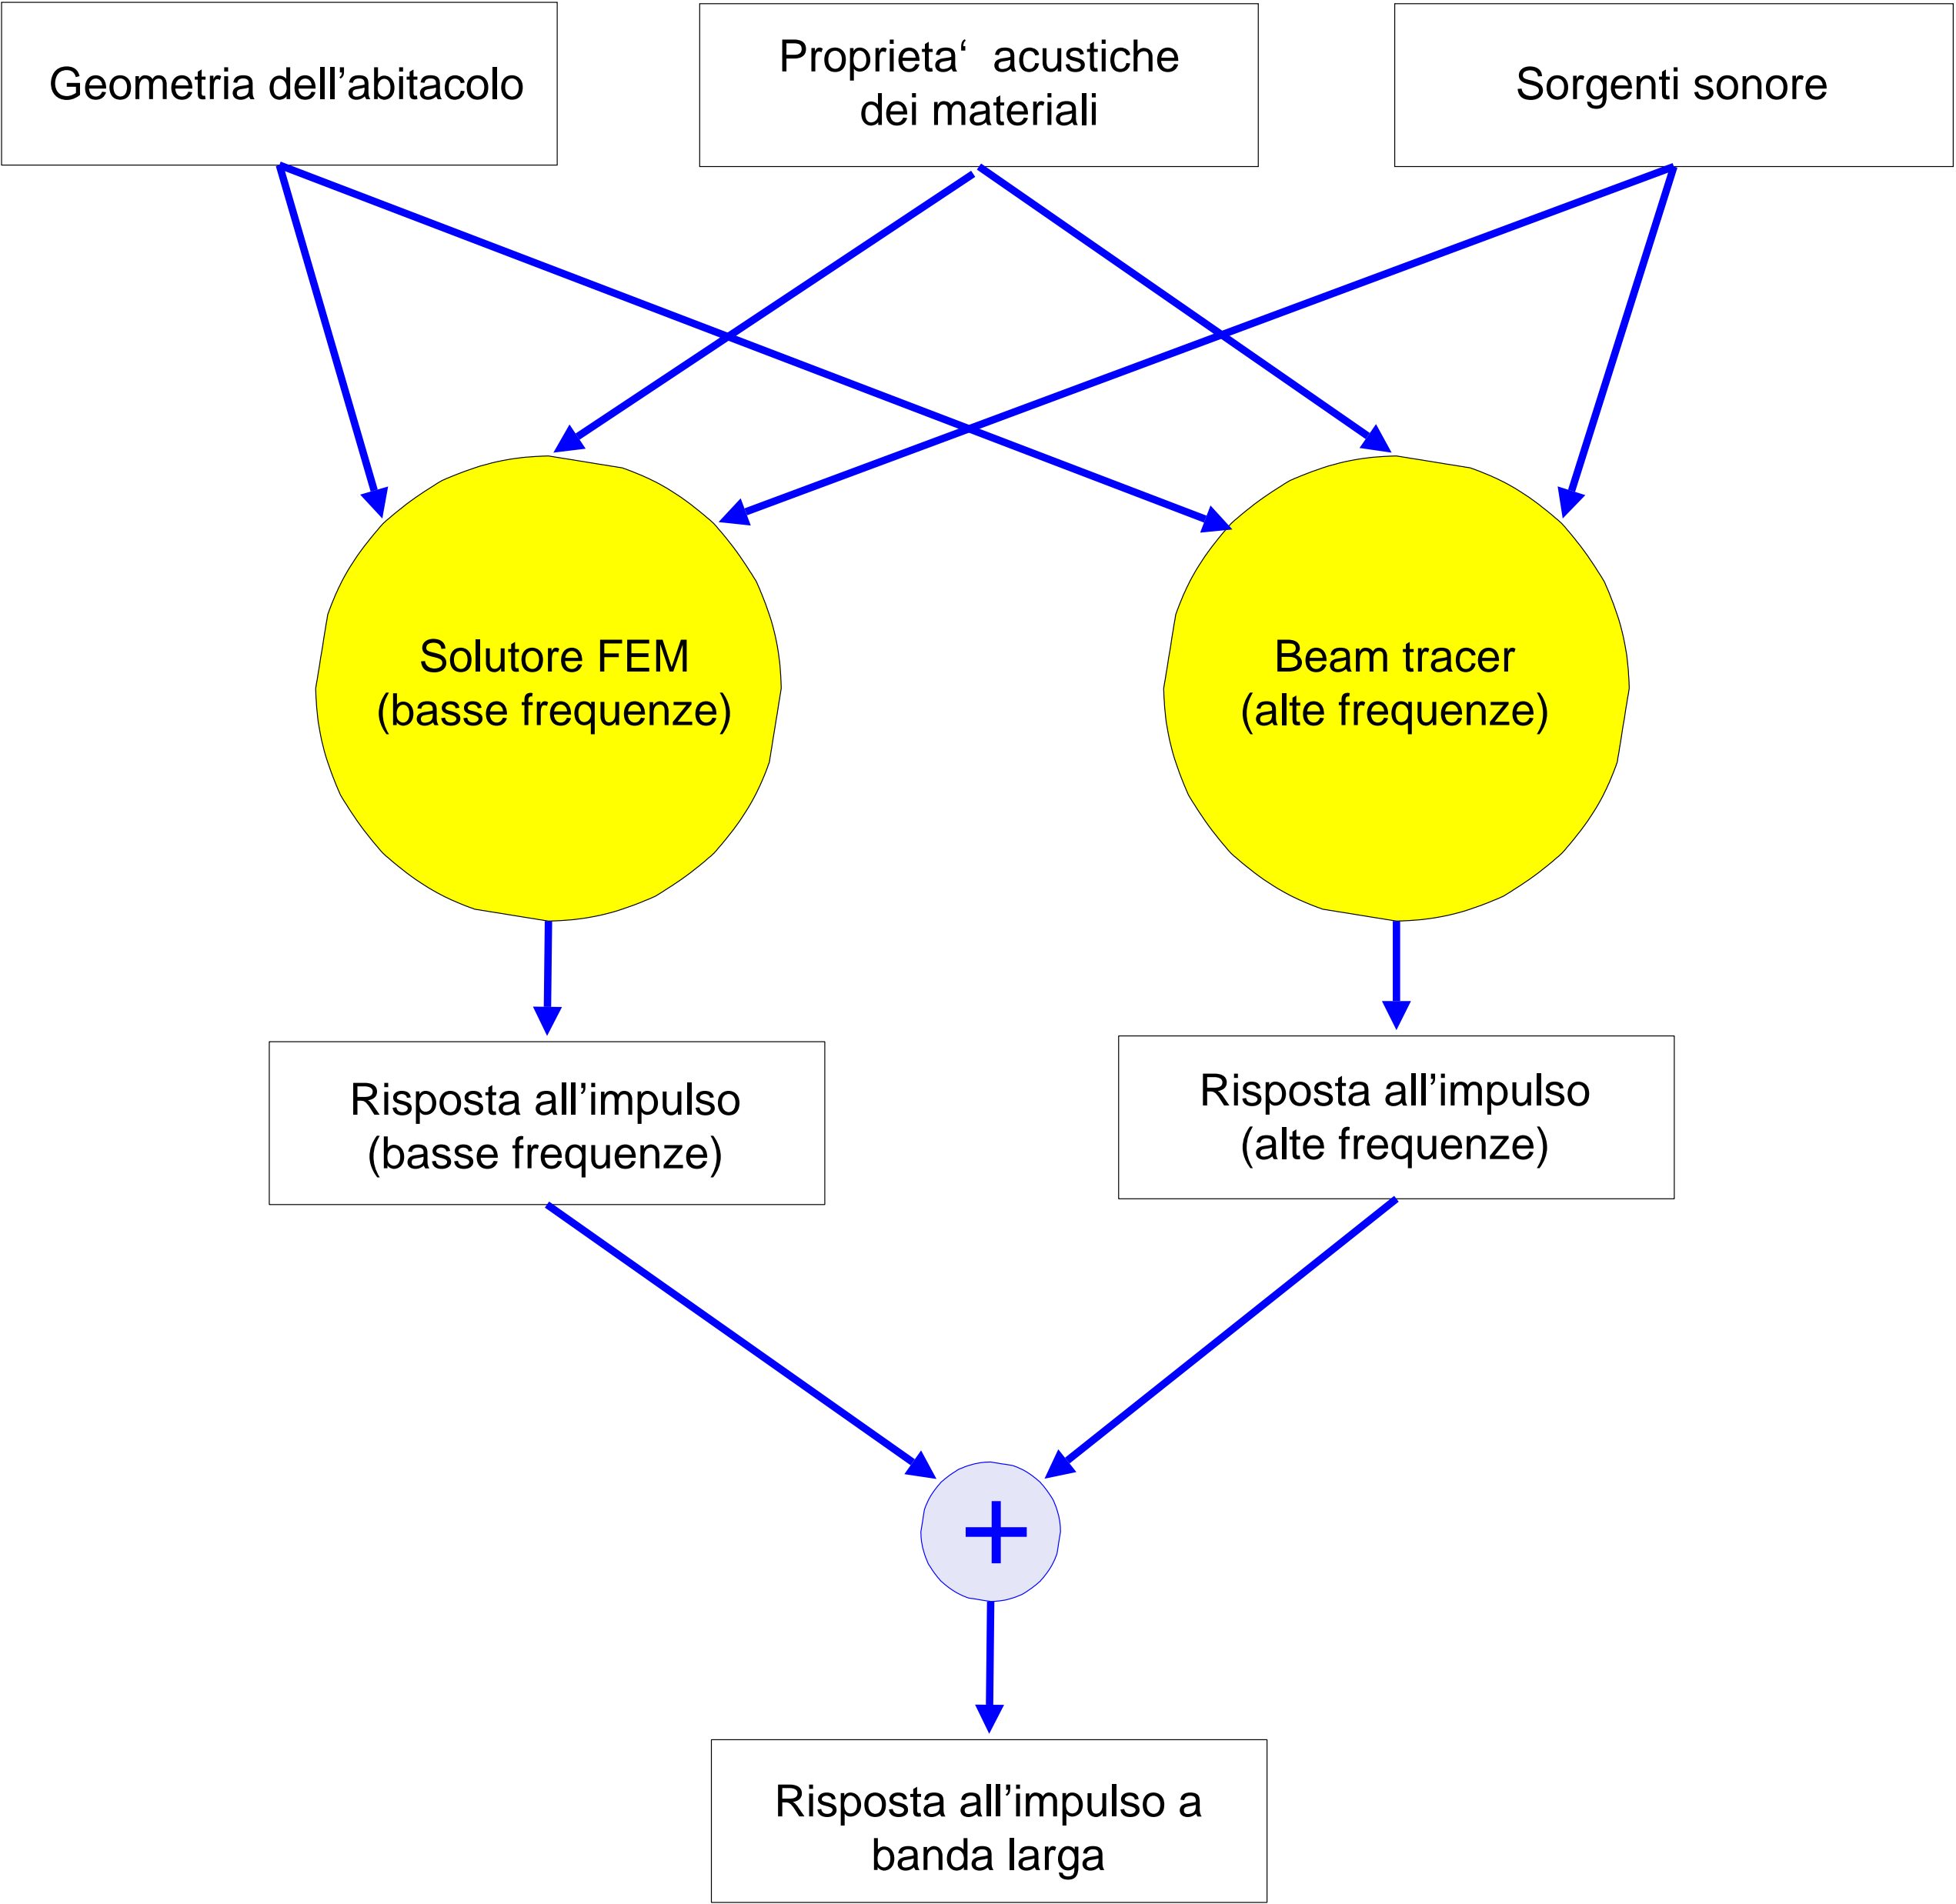 Geometria dell’abitacolo
Proprieta‘ acustiche
dei materiali
Sorgenti sonore
Solutore FEM
(basse frequenze)
Beam tracer
(alte frequenze)
Risposta all’impulso
(basse frequenze)
Risposta all’impulso
(alte frequenze)
+
Risposta all’impulso a
banda larga